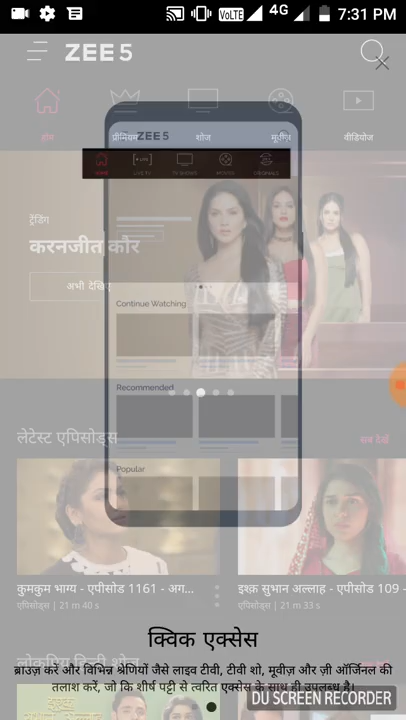 VoLTE 4G 7:31 PM
ZEE5
होम प्रीमियम शोज मूवीज़ वीडियोज
ZEE5
HOME LIVE TV TV SHOWS MOVIES ORIGINALS
ट्रेंडिंग
करनजीत कौर
अभी देखिए
Continue Watching
Recommended
लेटेस्ट एपिसोड्स
सब देखें
Popular
कुमकुम भाग्य - एपीसोड 1161 - अग...
एपिसोड्स | 21 m 40 s
इश्क़ सुभान अल्लाह - एपीसोड 109 -
एपिसोड्स | 21 m 33 s
क्विक एक्सेस
लोकप्रिय हिन्दी शोज
ब्राउज़ करें और विभिन्न श्रेणियों जैसे लाइव टीवी, टीवी शो, मूवीज़ और ज़ी ऑर्जिनल की
तलाश करें, जो कि शीर्ष पट्टी से त्वरित एक्सेस के साथ ही उपलब्ध है।
DU SCREEN RECORDER